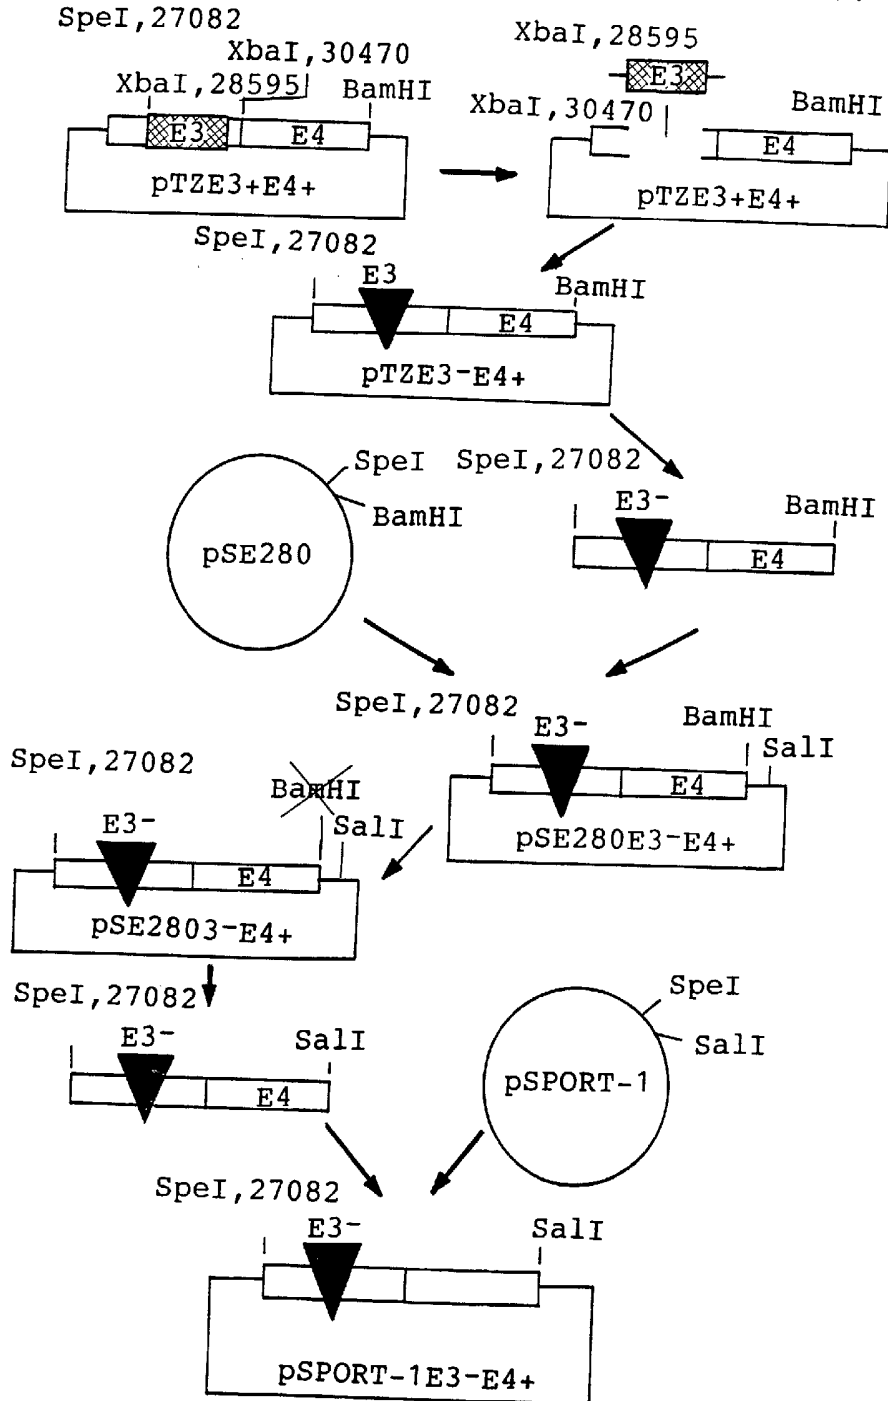 SpeI,27082
XbaI,30470
XbaI,28595
BamHI
E3
E4
pTZE3+E4+
XbaI,28595
E3
XbaI,30470
BamHI
E4
pTZE3+E4+
SpeI,27082
E3
BamHI
E4
pTZE3-E4+
SpeI
BamHI
pSE280
SpeI,27082
E3-
BamHI
E4
SpeI,27082
E3-
BamHI
SalI
E4
pSE280E3-E4+
SpeI,27082
BamHI
E3-
SalI
E4
pSE2803-E4+
SpeI,27082
E3-
SalI
E4
SpeI
SalI
pSPORT-1
SpeI,27082
E3-
SalI
pSPORT-1E3-E4+